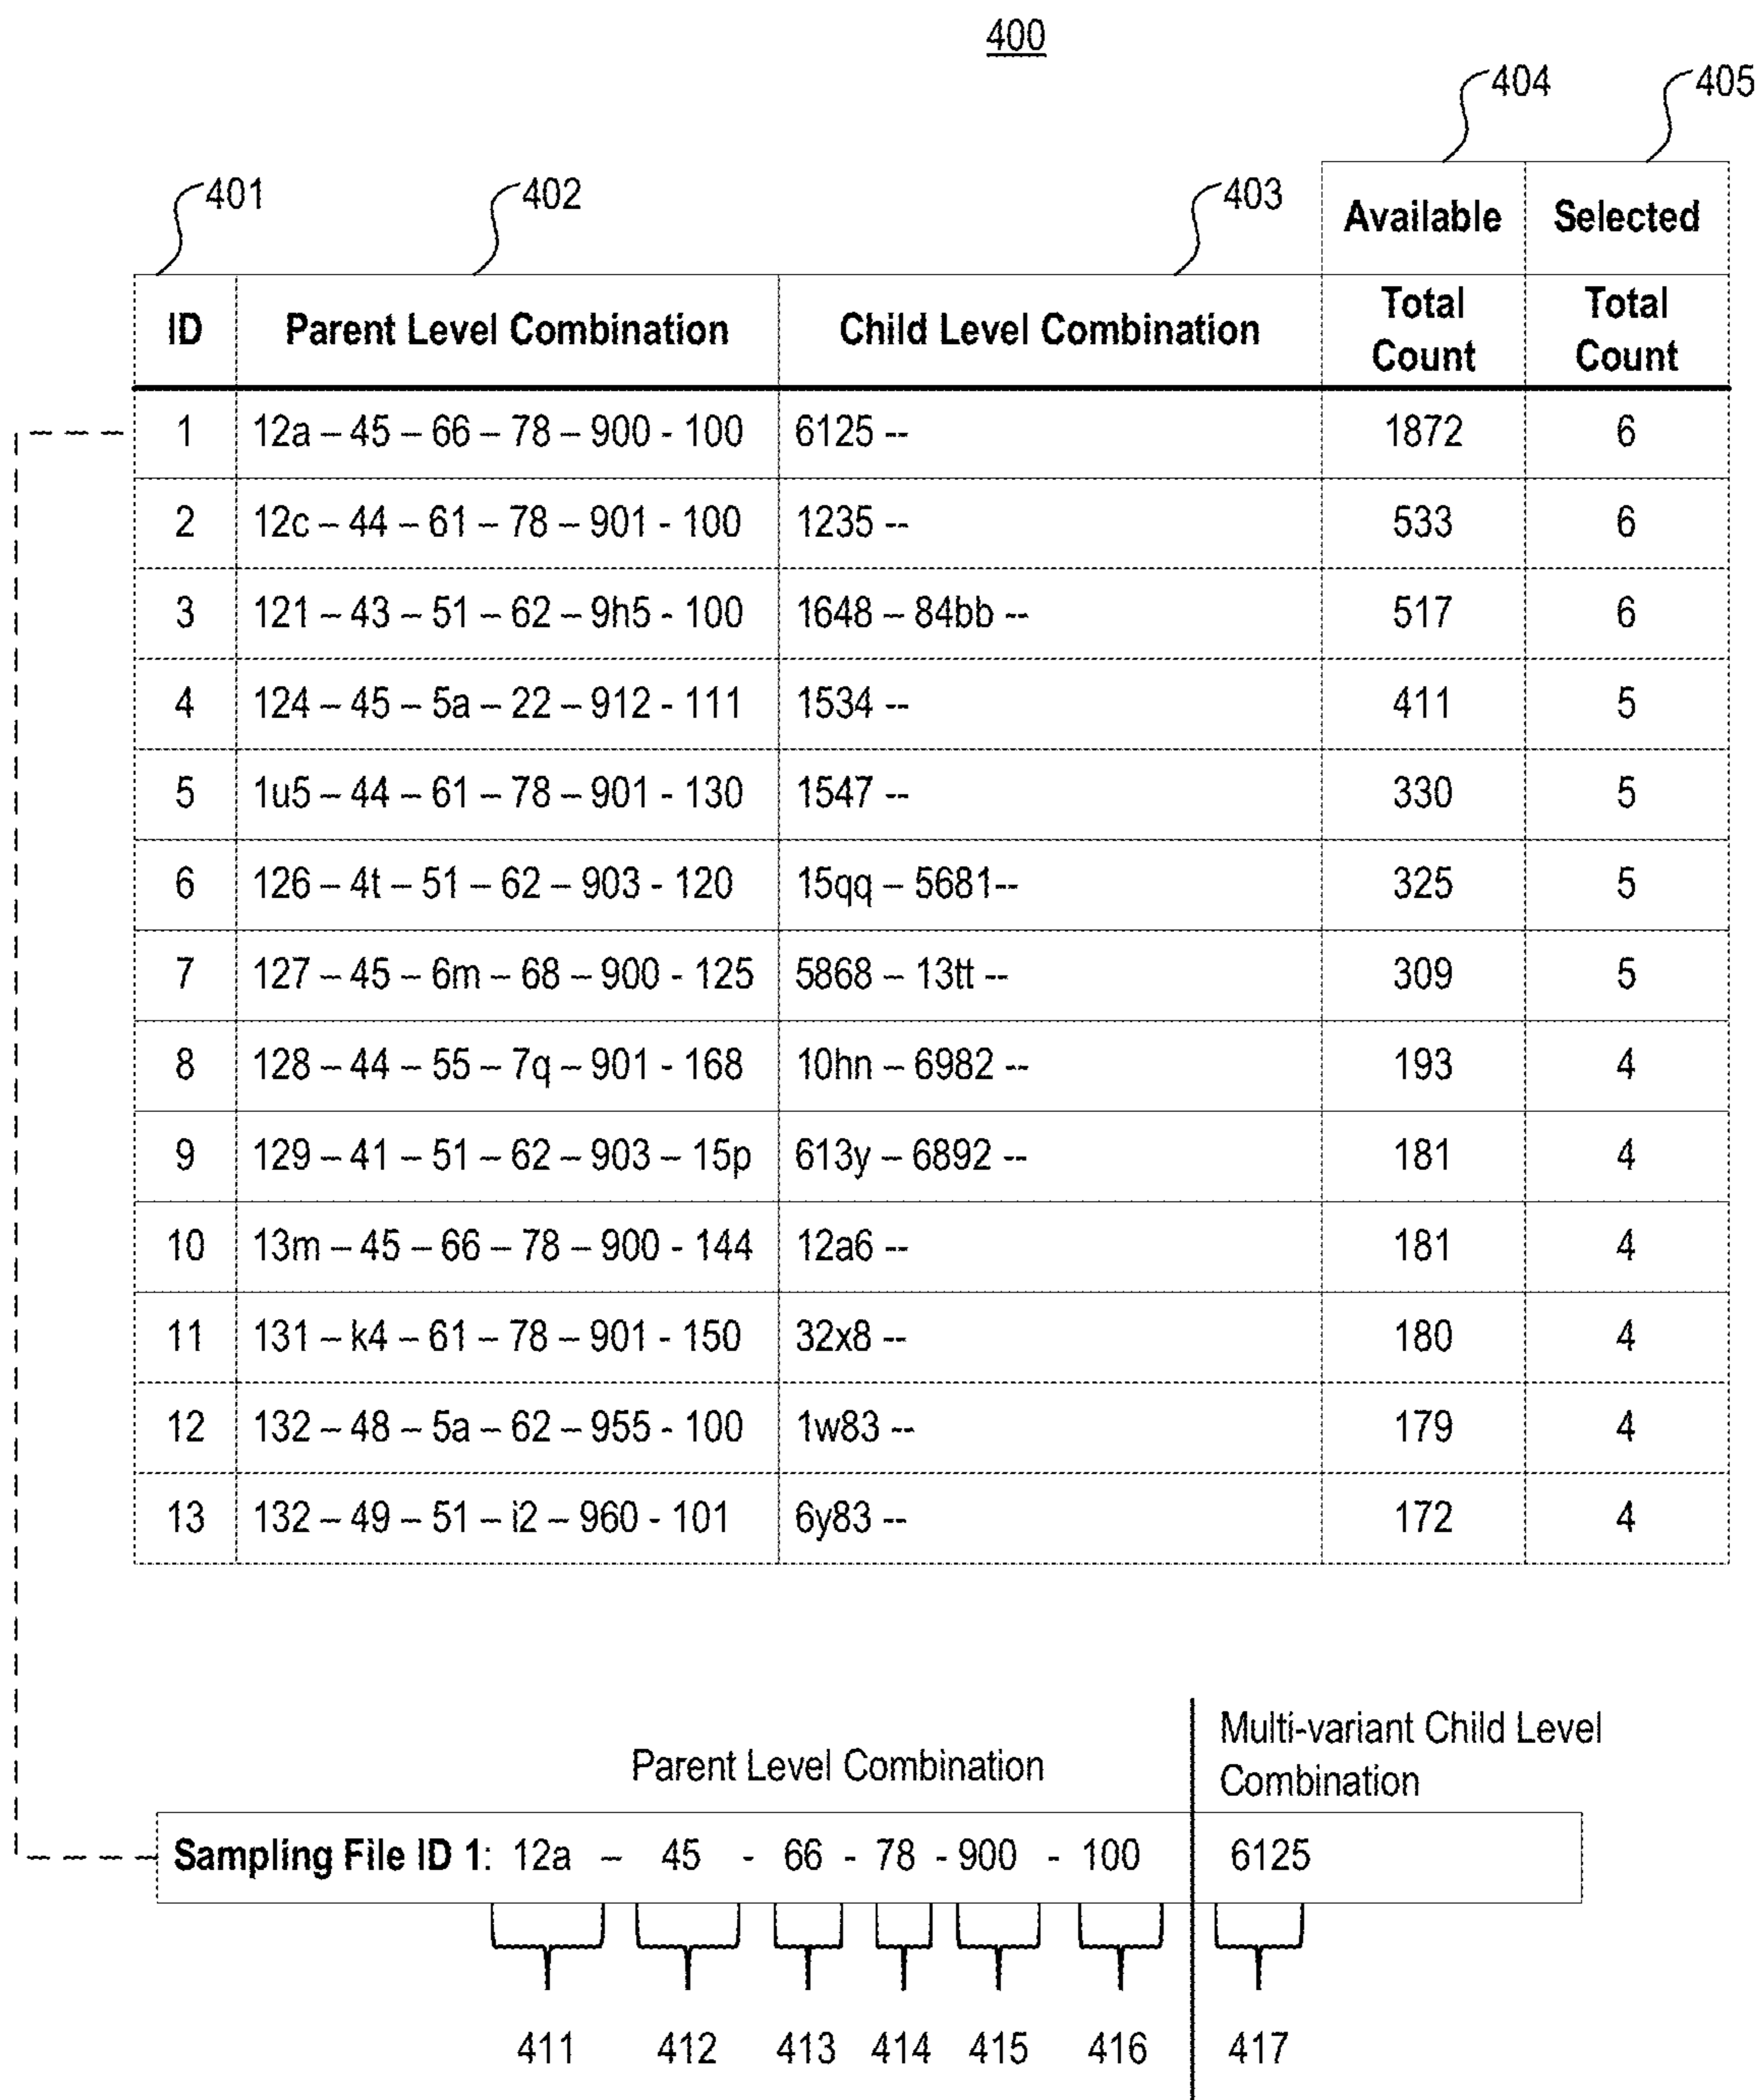 400
404 405
401 402 403
Available Selected
ID Parent Level Combination Child Level Combination Total Count Total Count
1 12a – 45 – 66 – 78 – 900 - 100 6125 -- 1872 6
2 12c – 44 – 61 – 78 – 901 - 100 1235 -- 533 6
3 121 – 43 – 51 – 62 – 9h5 - 100 1648 – 84bb -- 517 6
4 124 – 45 – 5a – 22 – 912 - 111 1534 -- 411 5
5 1u5 – 44 – 61 – 78 – 901 - 130 1547 -- 330 5
6 126 – 4t – 51 – 62 – 903 - 120 15qq – 5681-- 325 5
7 127 – 45 – 6m – 68 – 900 - 125 5868 – 13tt -- 309 5
8 128 – 44 – 55 – 7q – 901 - 168 10hn – 6982 -- 193 4
9 129 – 41 – 51 – 62 – 903 – 15p 613y – 6892 -- 181 4
10 13m – 45 – 66 – 78 – 900 - 144 12a6 -- 181 4
11 131 – k4 – 61 – 78 – 901 - 150 32x8 -- 180 4
12 132 – 48 – 5a – 62 – 955 - 100 1w83 -- 179 4
13 132 – 49 – 51 – i2 – 960 - 101 6y83 -- 172 4
Parent Level Combination
Multi-variant Child Level
Combination
Sampling File ID 1: 12a – 45 - 66 - 78 - 900 - 100 6125
411 412 413 414 415 416 417